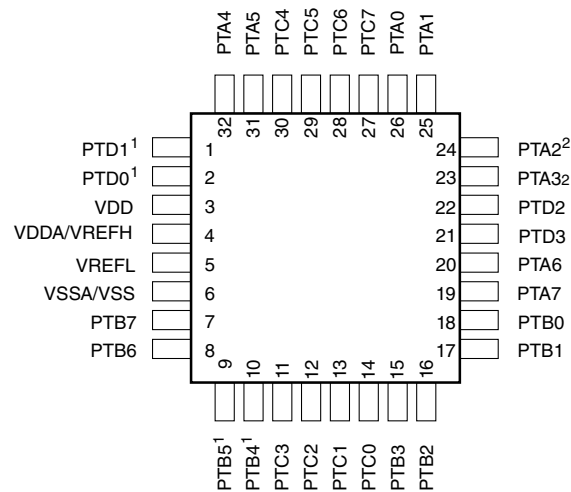 PTA4 PTA5 PTC4 PTC5 PTC6 PTC7 PTA0 PTA1
32 31 30 29 28 27 26 25
PTD1¹ 1 24 PTA2²
PTD0¹ 2 23 PTA32
VDD 3 22 PTD2
VDDA/VREFH 4 21 PTD3
VREFL 5 20 PTA6
VSSA/VSS 6 19 PTA7
PTB7 7 18 PTB0
PTB6 8 17 PTB1
9 10 11 12 13 14 15 16
PTB5¹ PTB4¹ PTC3 PTC2 PTC1 PTC0 PTB3 PTB2